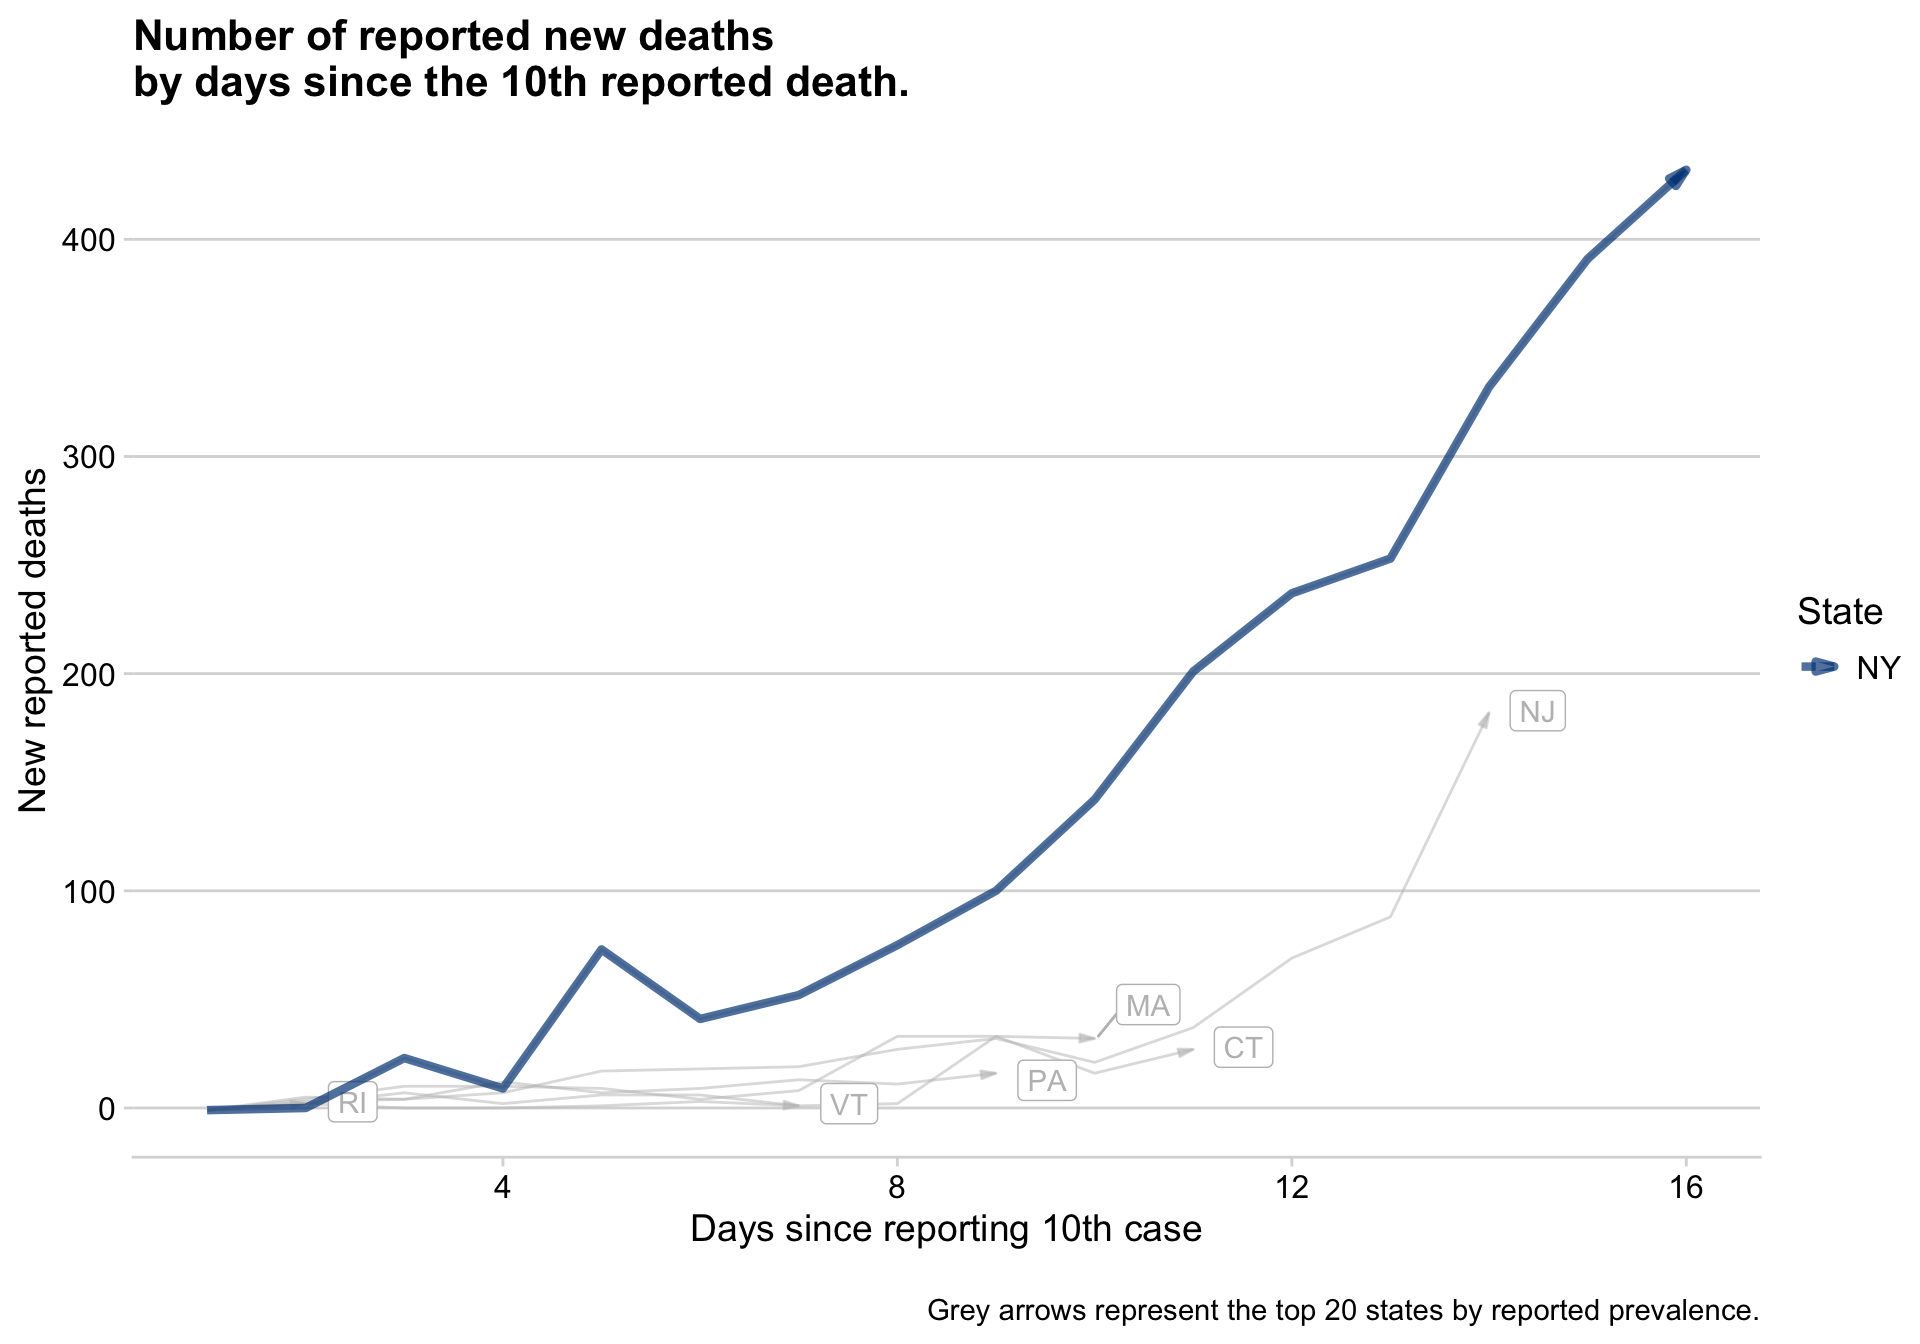 Number of reported new deaths
by days since the 10th reported death.
New reported deaths
400
300
200
100
0
NJ
MA
CT
PA
RI
VT
State
NY
4
8
12
16
Days since reporting 10th case
Grey arrows represent the top 20 states by reported prevalence.